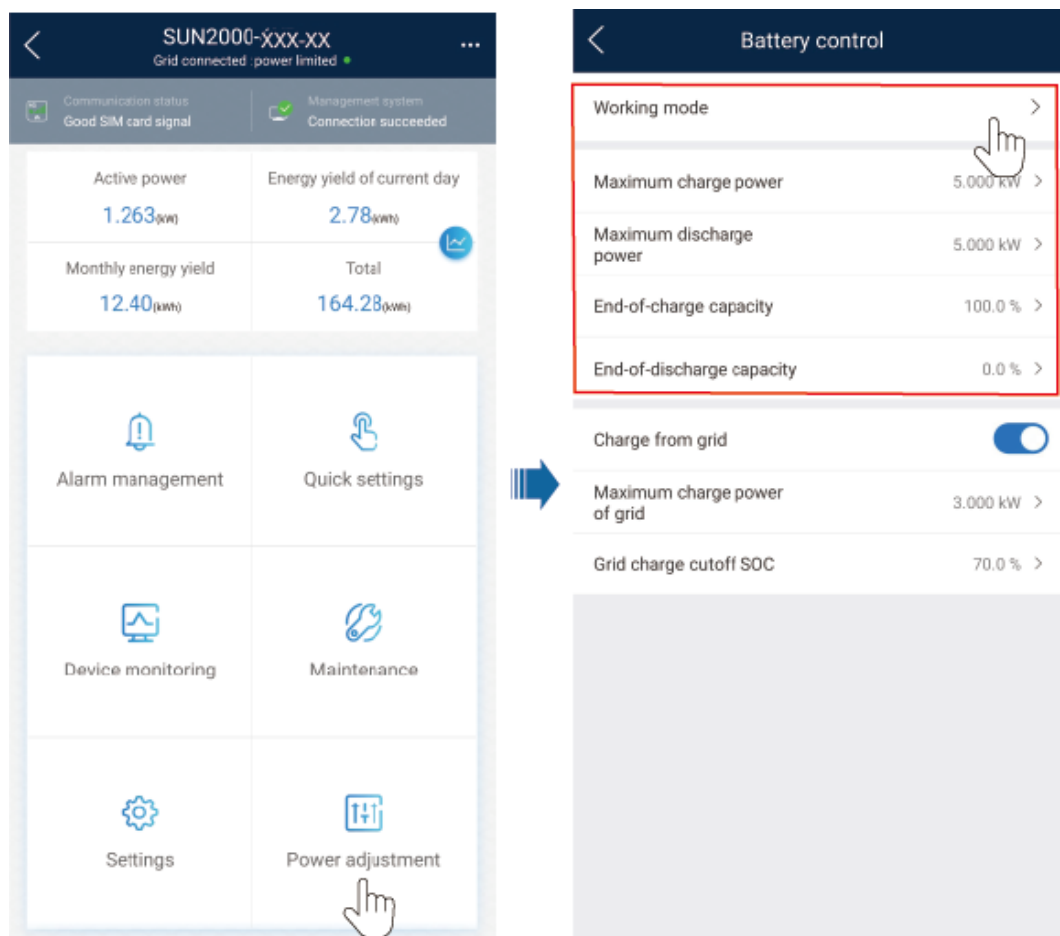 SUN2000-XXX-XX
Grid connected :power limited
Communication status
Good SIM card signal
Management system
Connection succeeded
Active power
1.263(kW)
Energy yield of current day
2.78(kWh)
Monthly energy yield
12.40(kWh)
Total
164.28(kWh)
Alarm management
Quick settings
Device monitoring
Maintenance
Settings
Power adjustment
Battery control
Working mode
Maximum charge power 5.000 kW
Maximum discharge
power
5.000 kW
End-of-charge capacity 100.0 %
End-of-discharge capacity 0.0 %
Charge from grid
Maximum charge power
of grid
3.000 kW
Grid charge cutoff SOC 70.0 %